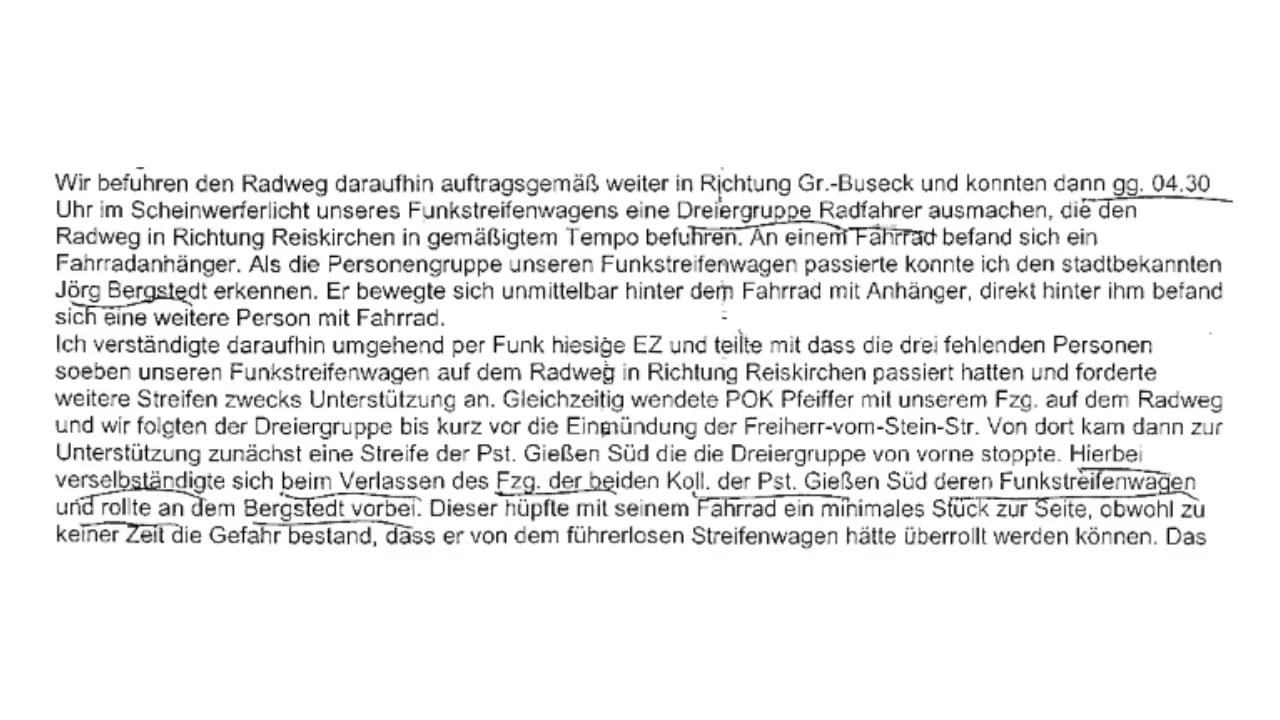 Wir befuhren den Radweg daraufhin auftragsgemäß weiter in Richtung Gr.-Buseck und konnten dann gg. 04.30
Uhr im Scheinwerferlicht unseres Funkstreifenwagens eine Dreiergruppe Radfahrer ausmachen, die den
Radweg in Richtung Reiskirchen in gemäßigtem Tempo befuhren. An einem Fahrrad befand sich ein
Fahrradanhänger. Als die Personengruppe unseren Funkstreifenwagen passierte konnte ich den stadtbekannten
Jörg Bergstedt erkennen. Er bewegte sich unmittelbar hinter dem Fahrrad mit Anhänger, direkt hinter ihm befand
sich eine weitere Person mit Fahrrad.
Ich verständigte daraufhin umgehend per Funk hiesige EZ und teilte mit dass die drei fehlenden Personen
soeben unseren Funkstreifenwagen auf dem Radweg in Richtung Reiskirchen passiert hatten und forderte
weitere Streifen zwecks Unterstützung an. Gleichzeitig wendete POK Pfeiffer mit unserem Fzg. auf dem Radweg
und wir folgten der Dreiergruppe bis kurz vor die Einmündung der Freiherr-vom-Stein-Str. Von dort kam dann zur
Unterstützung zunächst eine Streife der Pst. Gießen Süd die die Dreiergruppe von vorne stoppte. Hierbei
verselbständigte sich beim Verlassen des Fzg. der beiden Koll. der Pst. Gießen Süd deren Funkstreifenwagen
und rollte an dem Bergstedt vorbei. Dieser hüpfte mit seinem Fahrrad ein minimales Stück zur Seite, obwohl zu
keiner Zeit die Gefahr bestand, dass er von dem führerlosen Streifenwagen hätte überrollt werden können. Das